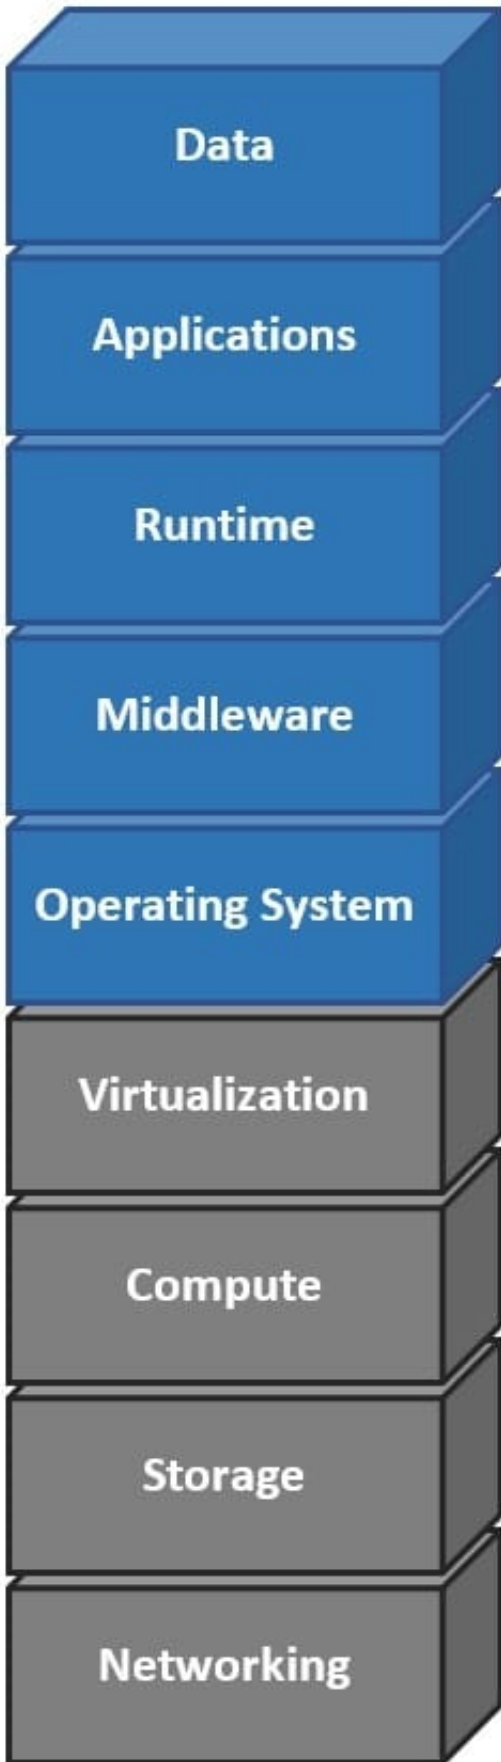 Data
Applications
Runtime
Middleware
Operating System
Virtualization
Compute
Storage
Networking